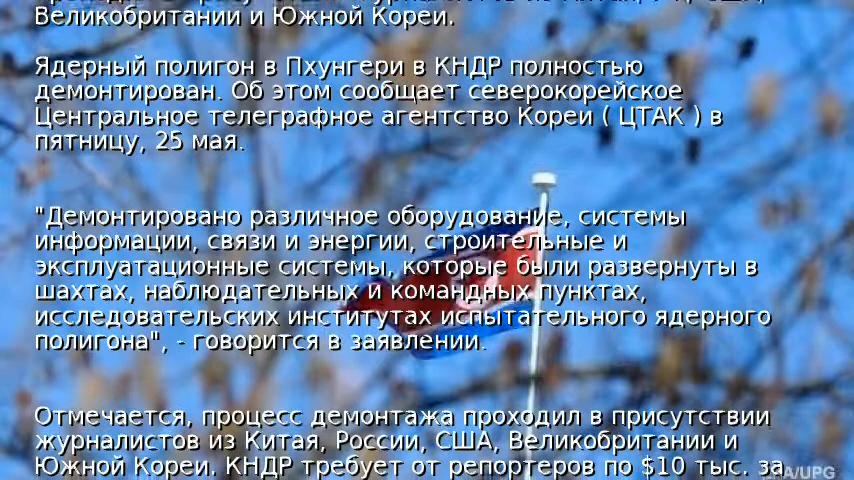 Великобритании и Южной Кореи.
Ядерный полигон в Пхунгери в КНДР полностью
демонтирован. Об этом сообщает северокорейское
Центральное телеграфное агентство Кореи ( ЦТАК ) в
пятницу, 25 мая.
"Демонтировано различное оборудование, системы
информации, связи и энергии, строительные и
эксплуатационные системы, которые были развернуты в
шахтах, наблюдательных и командных пунктах,
исследовательских институтах испытательного ядерного
полигона", - говорится в заявлении.
Отмечается, процесс демонтажа проходил в присутствии
журналистов из Китая, России, США, Великобритании и
Южной Кореи. КНДР требует от репортеров по $10 тыс. за